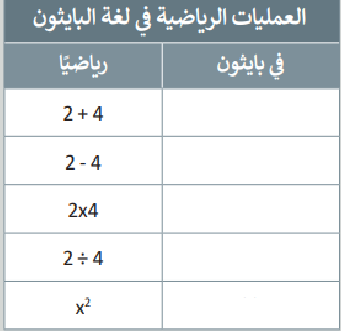 العمليات الرياضية في لغة البايثون
في بايثون رياضيًا
2 + 4
2 - 4
2x4
2 ÷ 4
x²